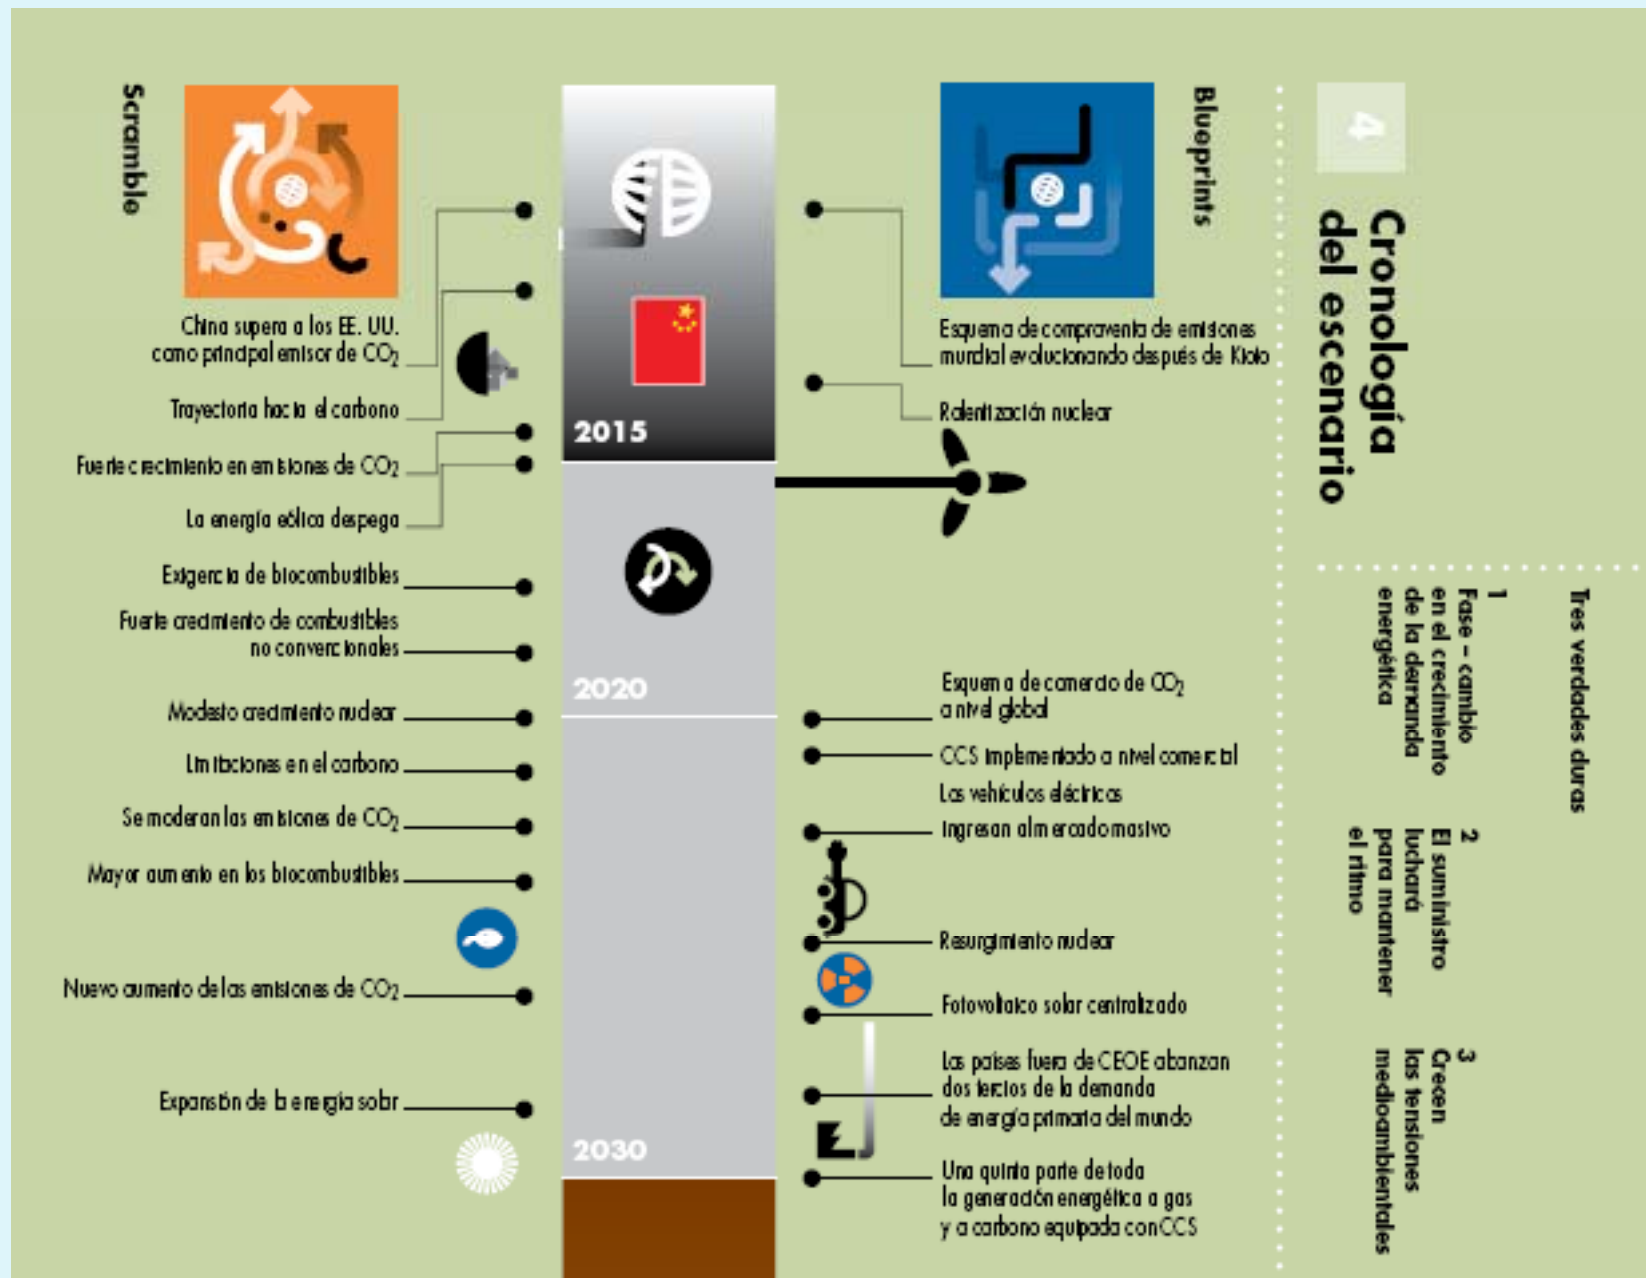 Scramble
China supera a los EE. UU.
como principal emisor de CO2
Trayectoria hacia el carbono
Fuerte crecimiento en emisiones de CO2
La energía eólica despega
Exigencia de biocombustibles
Fuerte crecimiento de combustibles
no convencionales
Modesto crecimiento nuclear
Limitaciones en el carbono
Se moderan las emisiones de CO2
Mayor aumento en los biocombustibles
Nuevo aumento de las emisiones de CO2
Expansión de la energía solar
2015
2020
2030
Blueprints
Esquema de compraventa de emisiones
mundial evolucionando después de Kioto
Ralentización nuclear
Esquema de comercio de CO2
a nivel global
CCS implementado a nivel comercial
Los vehículos eléctricos
ingresan al mercado masivo
Resurgimiento nuclear
Fotovoltaico solar centralizado
Los países fuera de CEOE abanzan
dos tercios de la demanda
de energía primaria del mundo
Una quinta parte de toda
la generación energética a gas
y a carbono equipada con CCS
4
Cronología
del escenario
Tres verdades duras
1
Fase – cambio
en el crecimiento
de la demanda
energética
2
El suministro
luchará
para mantener
el ritmo
3
Crecen
las tensiones
medioambientales